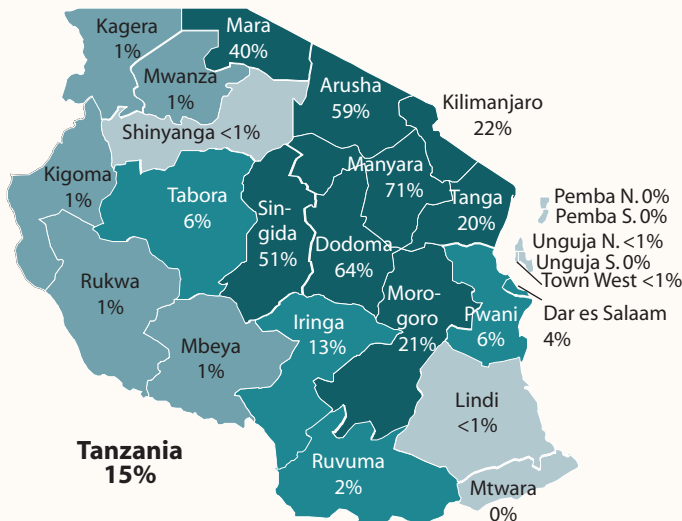 Kagera
1%
Mara
40%
Mwanza
1%
Arusha
59%
Kilimanjaro
22%
Shinyanga <1%
Kigoma
1%
Tabora
6%
Sin-
gida
51%
Manyara
71%
Dodoma
64%
Tanga
20%
Pemba N. 0%
Pemba S. 0%
Unguja N. <1%
Unguja S. 0%
Town West <1%
Dar es Salaam
4%
Rukwa
1%
Mbeya
1%
Iringa
13%
Moro-
goro
21%
Pwani
6%
Lindi
<1%
Tanzania
15%
Ruvuma
2%
Mtwara
0%